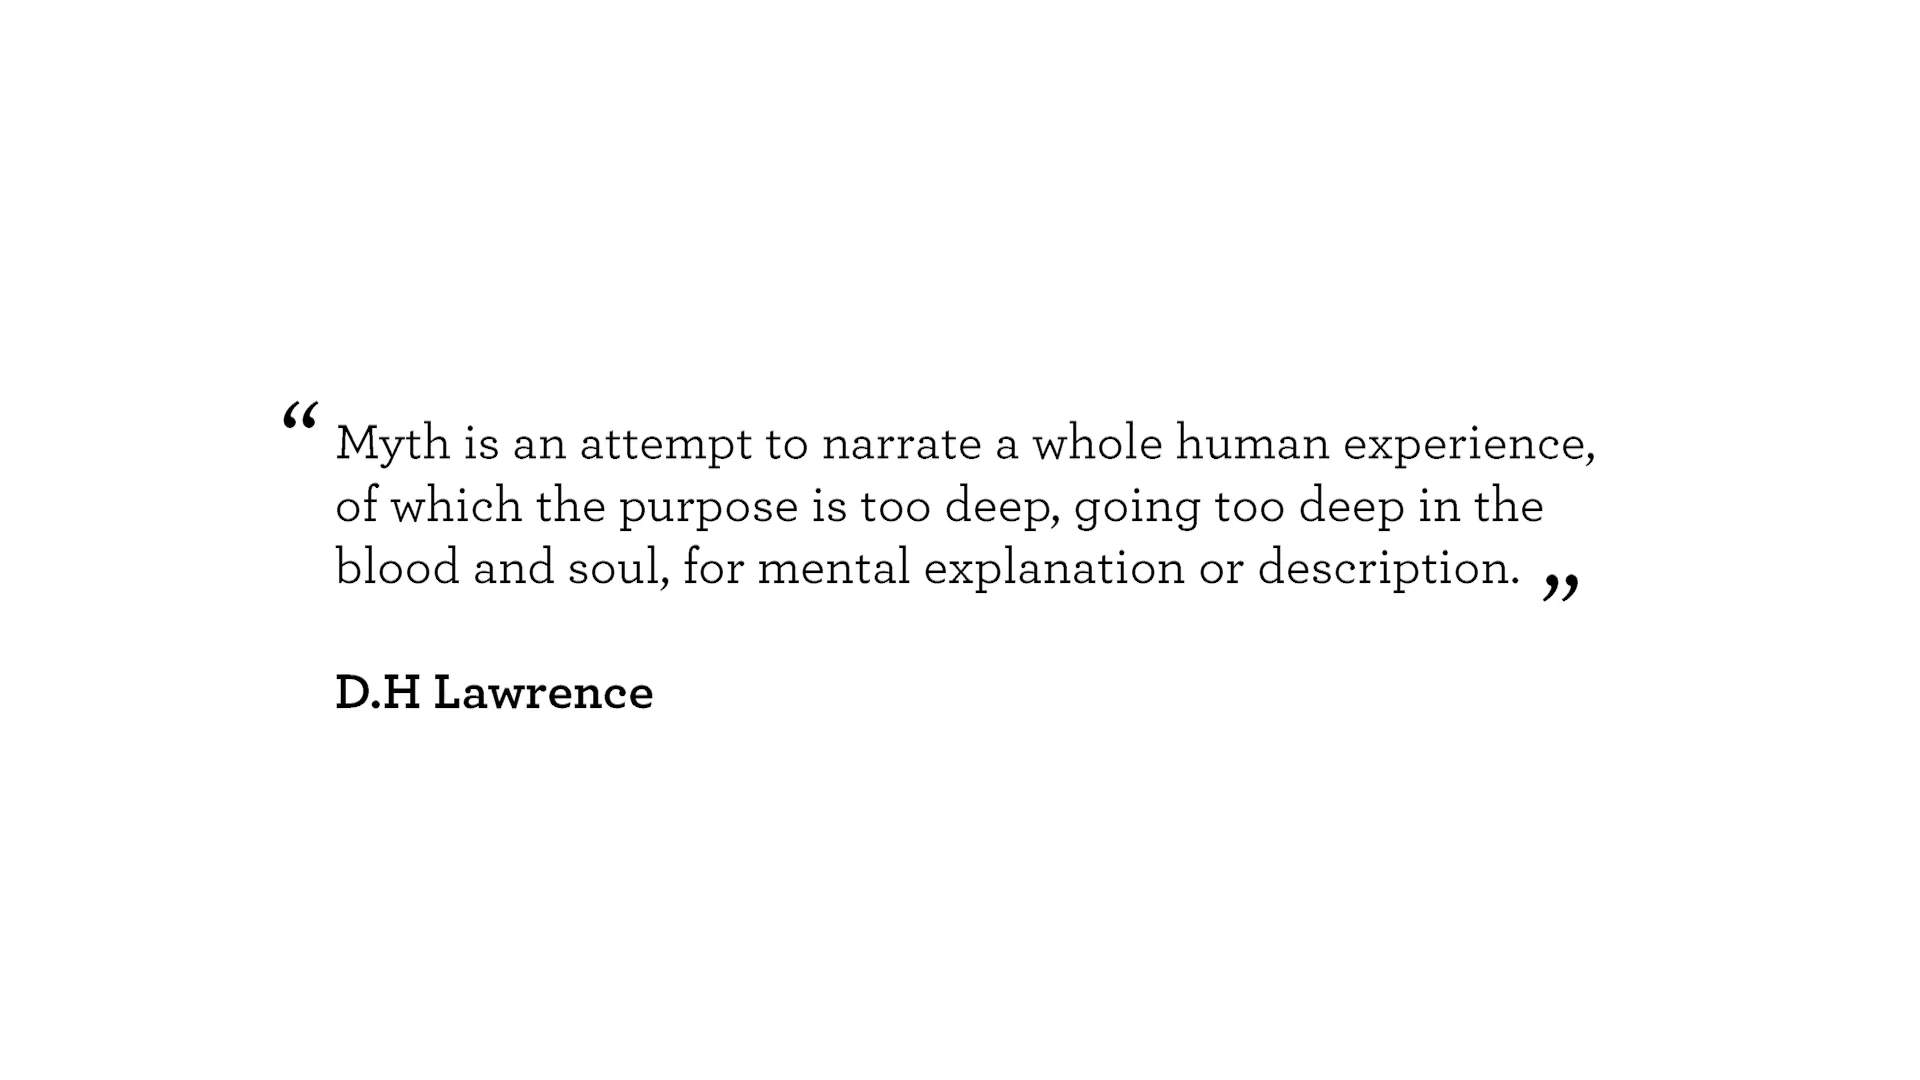 “ Myth is an attempt to narrate a whole human experience,
of which the purpose is too deep, going too deep in the
blood and soul, for mental explanation or description. ”
D.H Lawrence